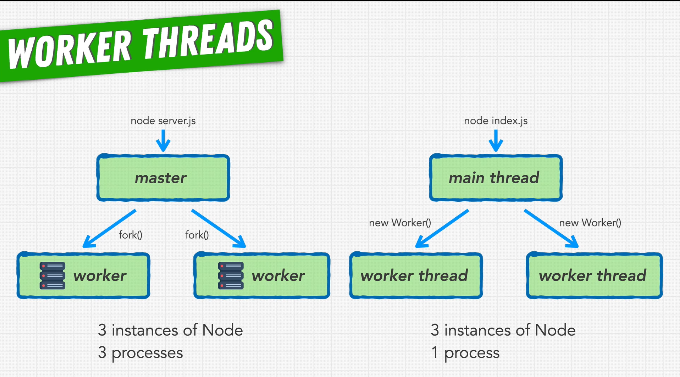 WORKER THREADS
node server.js
master
fork()
fork()
worker
worker
3 instances of Node
3 processes
node index.js
main thread
new Worker()
new Worker()
worker thread
worker thread
3 instances of Node
1 process